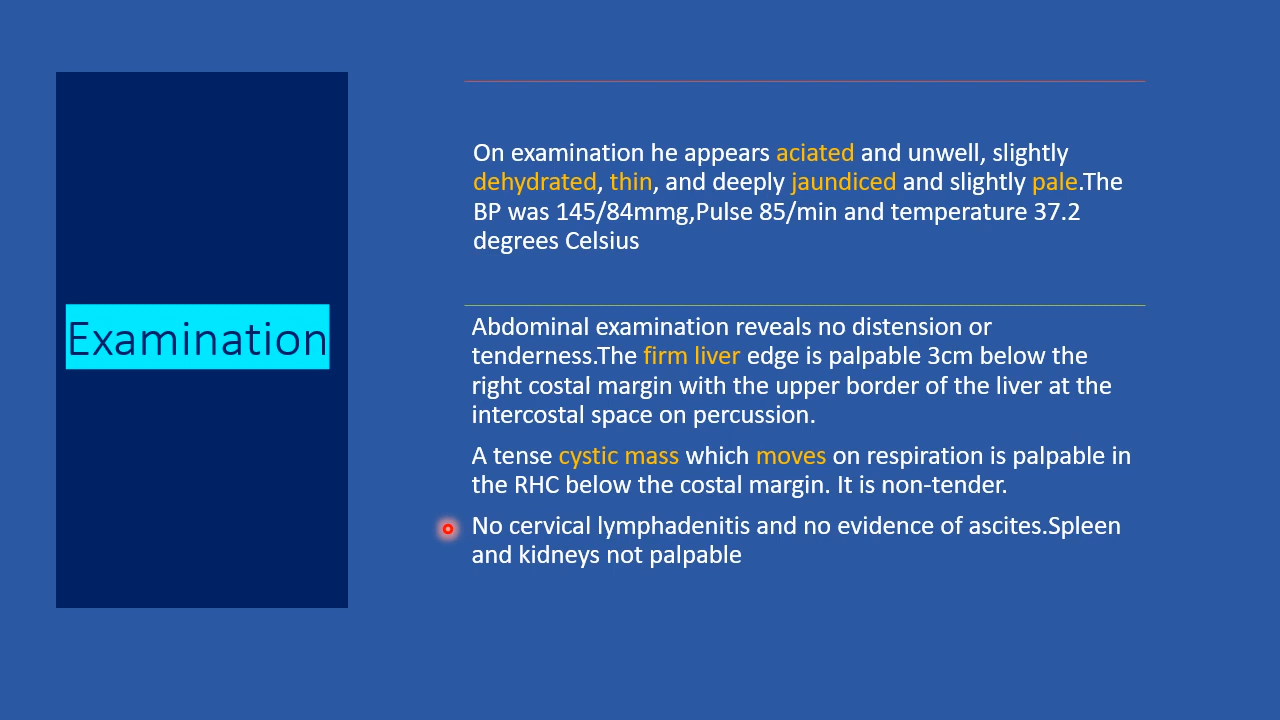 Examination
On examination he appears aciated and unwell, slightly
dehydrated, thin, and deeply jaundiced and slightly pale.The
BP was 145/84mmg,Pulse 85/min and temperature 37.2
degrees Celsius
Abdominal examination reveals no distension or
tenderness.The firm liver edge is palpable 3cm below the
right costal margin with the upper border of the liver at the
intercostal space on percussion.
A tense cystic mass which moves on respiration is palpable in
the RHC below the costal margin. It is non-tender.
No cervical lymphadenitis and no evidence of ascites.Spleen
and kidneys not palpable